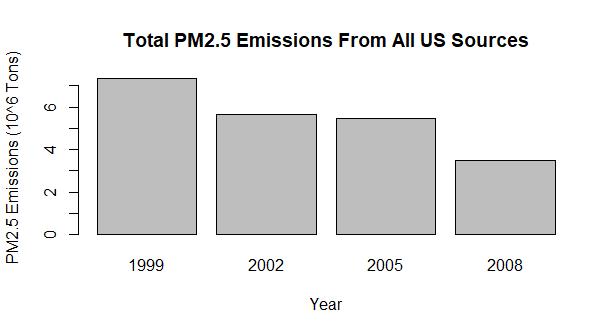 Total PM2.5 Emissions From All US Sources
PM2.5 Emissions (10^6 Tons)
6
4
2
0
1999 2002 2005 2008
Year